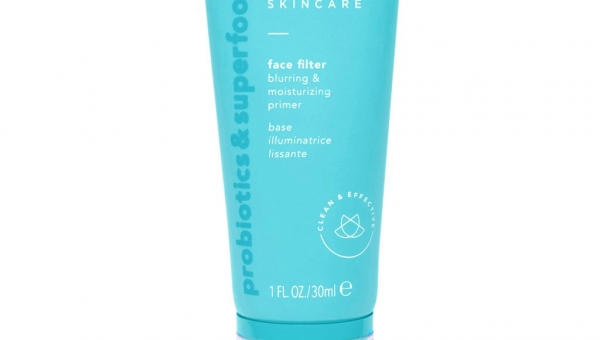 SKINCARE
face filter
blurring &
moisturizing
primer
base
illuminatrice
lissante
probiotics & superfoo
CLEAN & EFFECTIVE
1 FL. OZ./30ml e